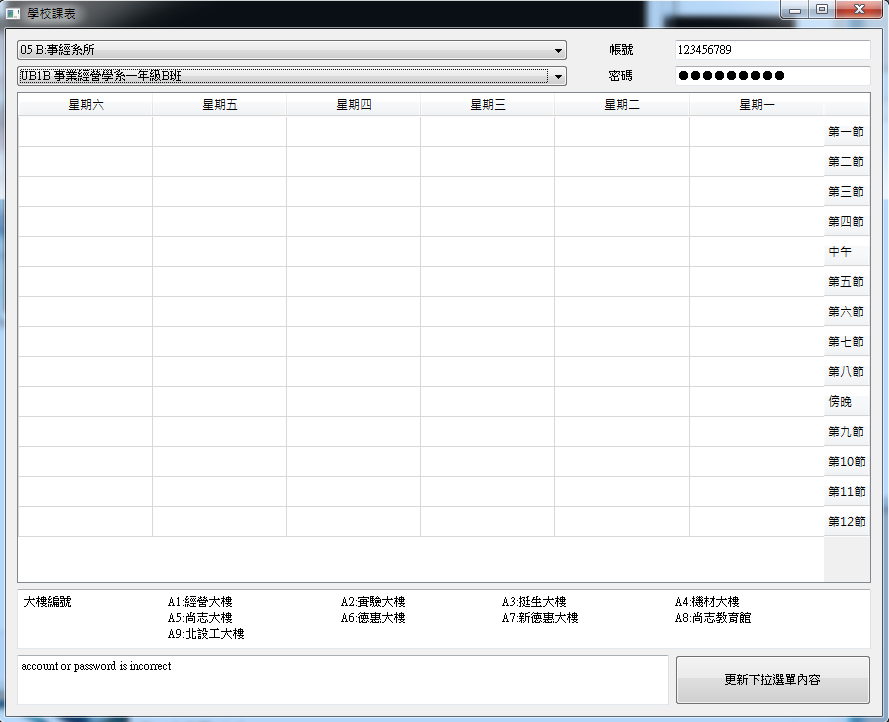 學校課表
05 B:事經系所
帳號
123456789
UB1B 事業經營學系一年級B班
密碼
●●●●●●●●●
星期六 星期五 星期四 星期三 星期二 星期一
第一節
第二節
第三節
第四節
中午
第五節
第六節
第七節
第八節
傍晚
第九節
第10節
第11節
第12節
大樓編號 A1:經營大樓 A2:實驗大樓 A3:挺生大樓 A4:機材大樓
A5:尚志大樓 A6:德惠大樓 A7:新德惠大樓 A8:尚志教育館
A9:北設工大樓
account or password is incorrect
更新下拉選單內容